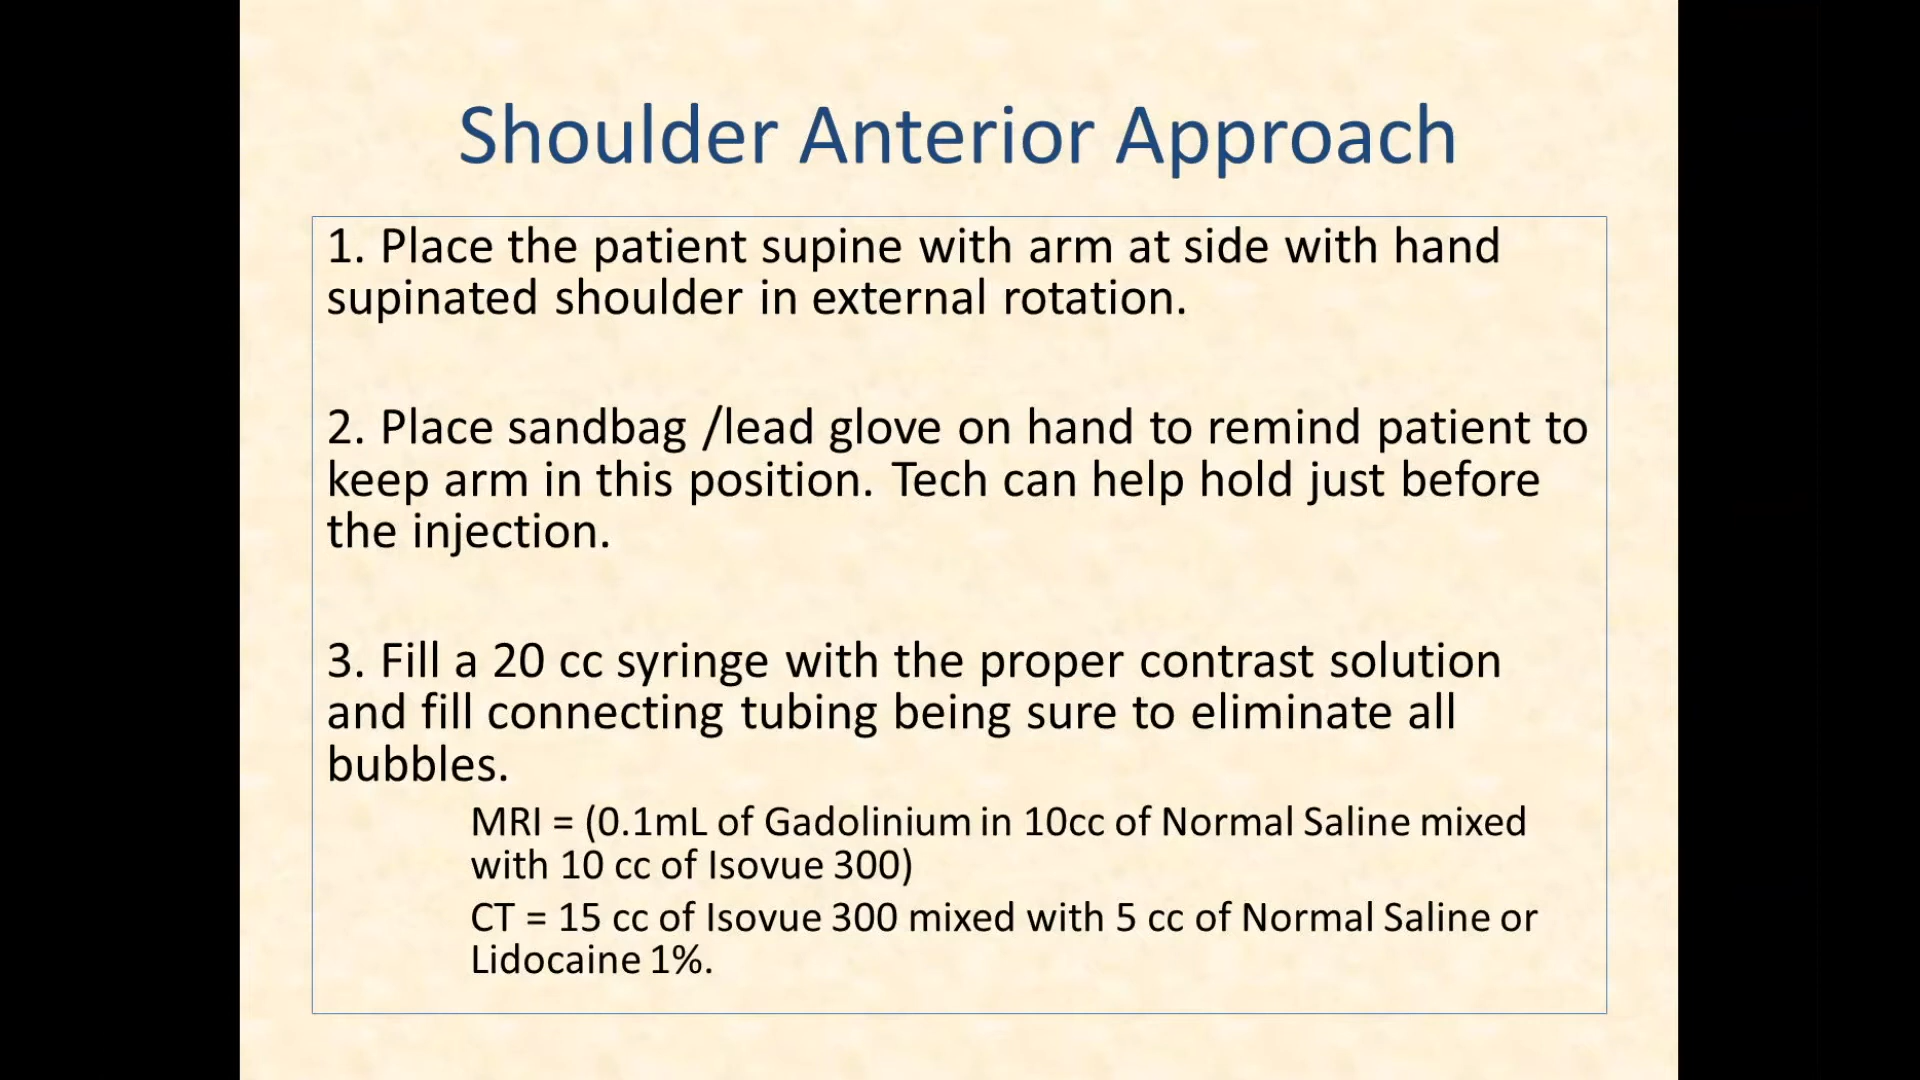 Shoulder Anterior Approach
1. Place the patient supine with arm at side with hand
supinated shoulder in external rotation.
2. Place sandbag /lead glove on hand to remind patient to
keep arm in this position. Tech can help hold just before
the injection.
3. Fill a 20 cc syringe with the proper contrast solution
and fill connecting tubing being sure to eliminate all
bubbles.
MRI = (0.1mL of Gadolinium in 10cc of Normal Saline mixed
with 10 cc of Isovue 300)
CT = 15 cc of Isovue 300 mixed with 5 cc of Normal Saline or
Lidocaine 1%.